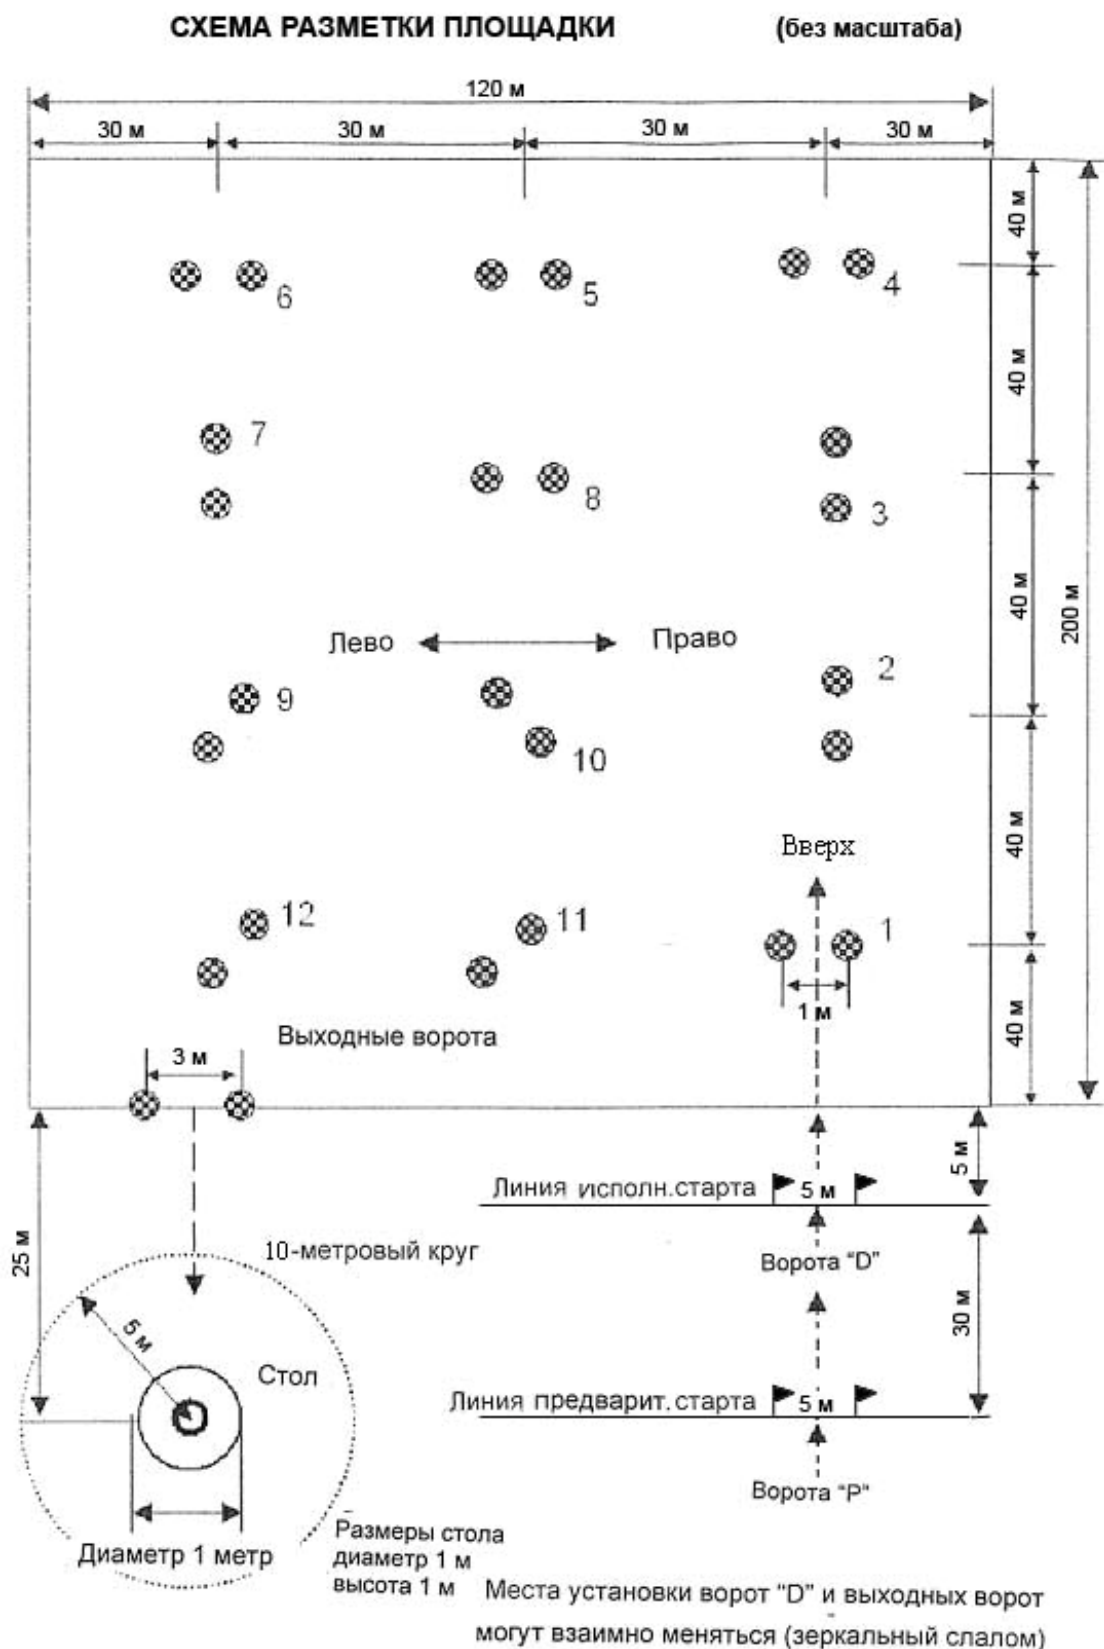 СХЕМА РАЗМЕТКИ ПЛОЩАДКИ (без масштаба)
120 м
30 м 30 м 30 м 30 м
40 м
6 5 4
40 м
7
8
3
40 м
200 м
Лево Право
2
9
10
40 м
Вверх
12 11 1
1 м
40 м
Выходные ворота
3 м
5 м
Линия исполн.старта 5 м
25 м
10-метровый круг
Ворота "D"
30 м
5 м
Стол
Линия предварит.старта 5 м
Ворота "P"
Диаметр 1 метр
Размеры стола
диаметр 1 м
высота 1 м
Места установки ворот "D" и выходных ворот
могут взаимно меняться (зеркальный слалом)